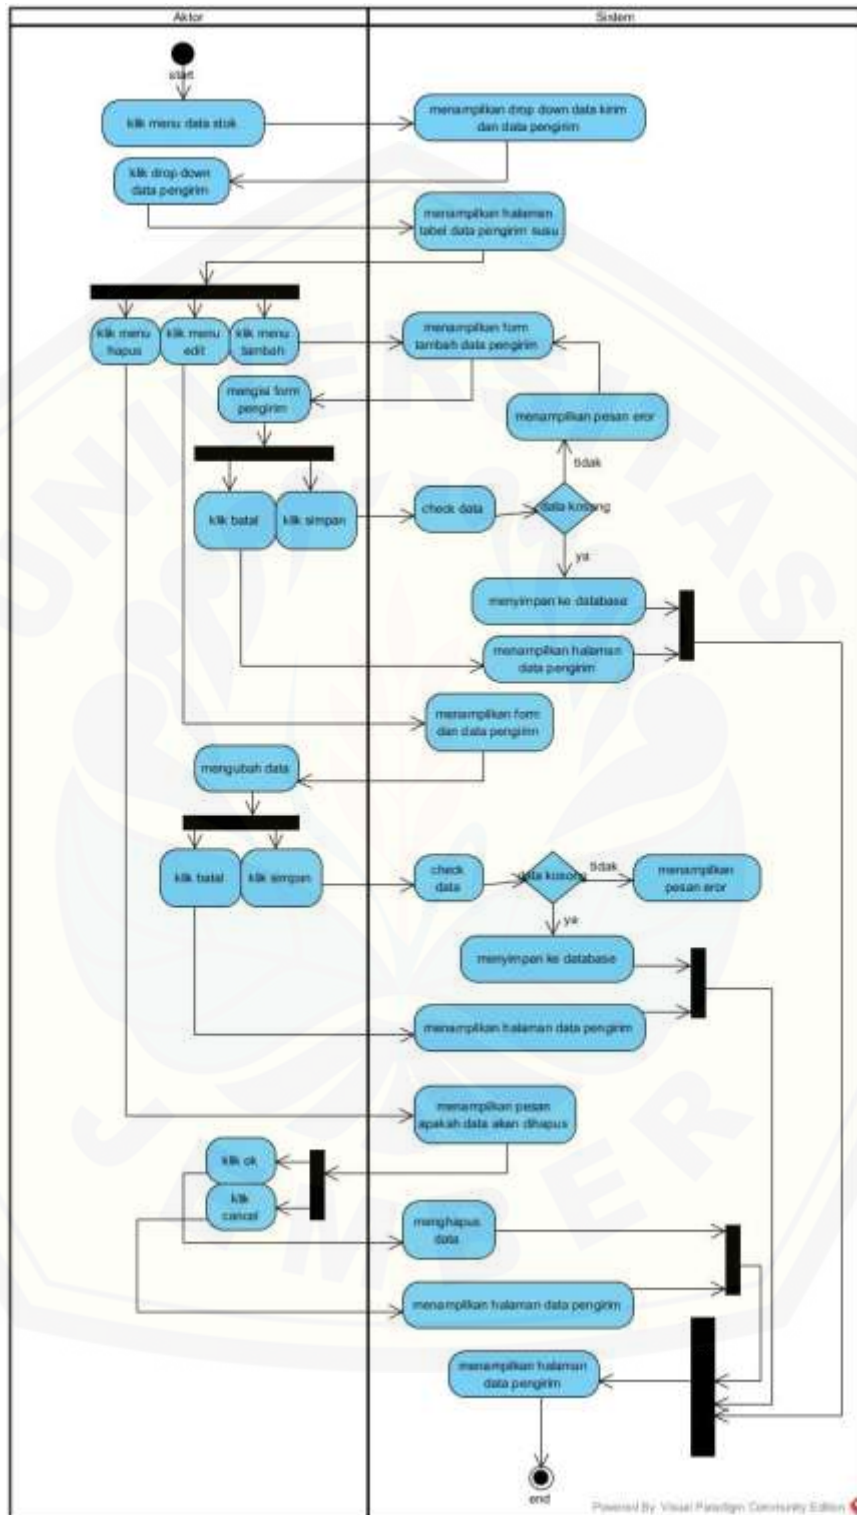 Aktor
Sistem
start
klik menu data stok
menampilkan drop down data kirim
dan data pengirim
klik drop down
data pengirim
menampilkan halaman
tabel data pengirim susu
klik menu
hapus
klik menu
edit
klik menu
tambah
menampilkan form
tambah data pengirim
mengisi form
pengirim
menampilkan pesan eror
tidak
klik batal
klik simpan
check data
data kosong
ya
menyimpan ke database
menampilkan halaman
data pengirim
menampilkan form
dan data pengirim
mengubah data
klik batal
klik simpan
check
data
data kosong
tidak
menampilkan
pesan eror
ya
menyimpan ke database
menampilkan halaman data pengirim
menampilkan pesan
apakah data akan dihapus
klik ok
klik
cancel
menghapus
data
menampilkan halaman data pengirim
menampilkan halaman
data pengirim
end
UNIVERSITAS
JEMBER
Powered By Visual Paradigm Community Edition